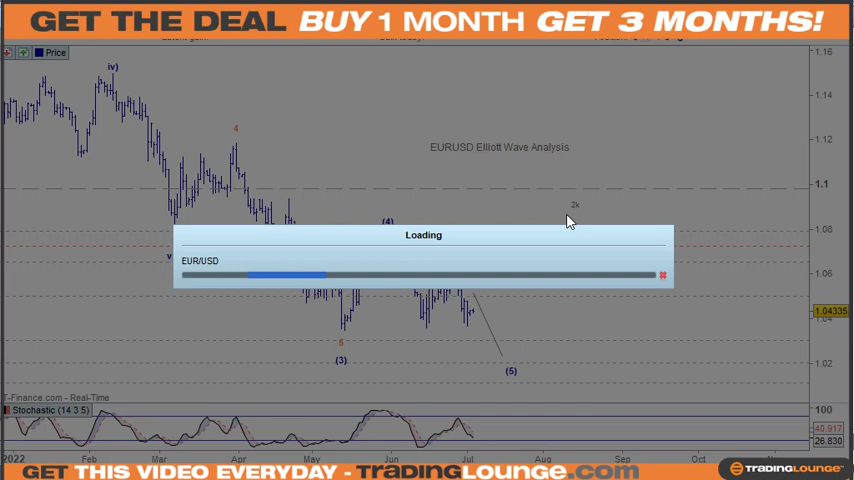 GET THE DEAL BUY 1 MONTH GET 3 MONTHS!
Price
1.16
iv)
1.14
4
1.12
EURUSD Elliott Wave Analysis
1.1
2k
(4)
1.08
Loading
v
EUR/USD
1.06
1.04335
5
(3)
(5)
1.02
T-Finance.com - Real-Time
Stochastic (14 3 5)
100
40.917
26.830
2022 Feb Mar Apr May Jun Jul Aug Sep Oct
GET THIS VIDEO EVERYDAY - TRADINGLOUNGE.com
TRADINGLOUNGE